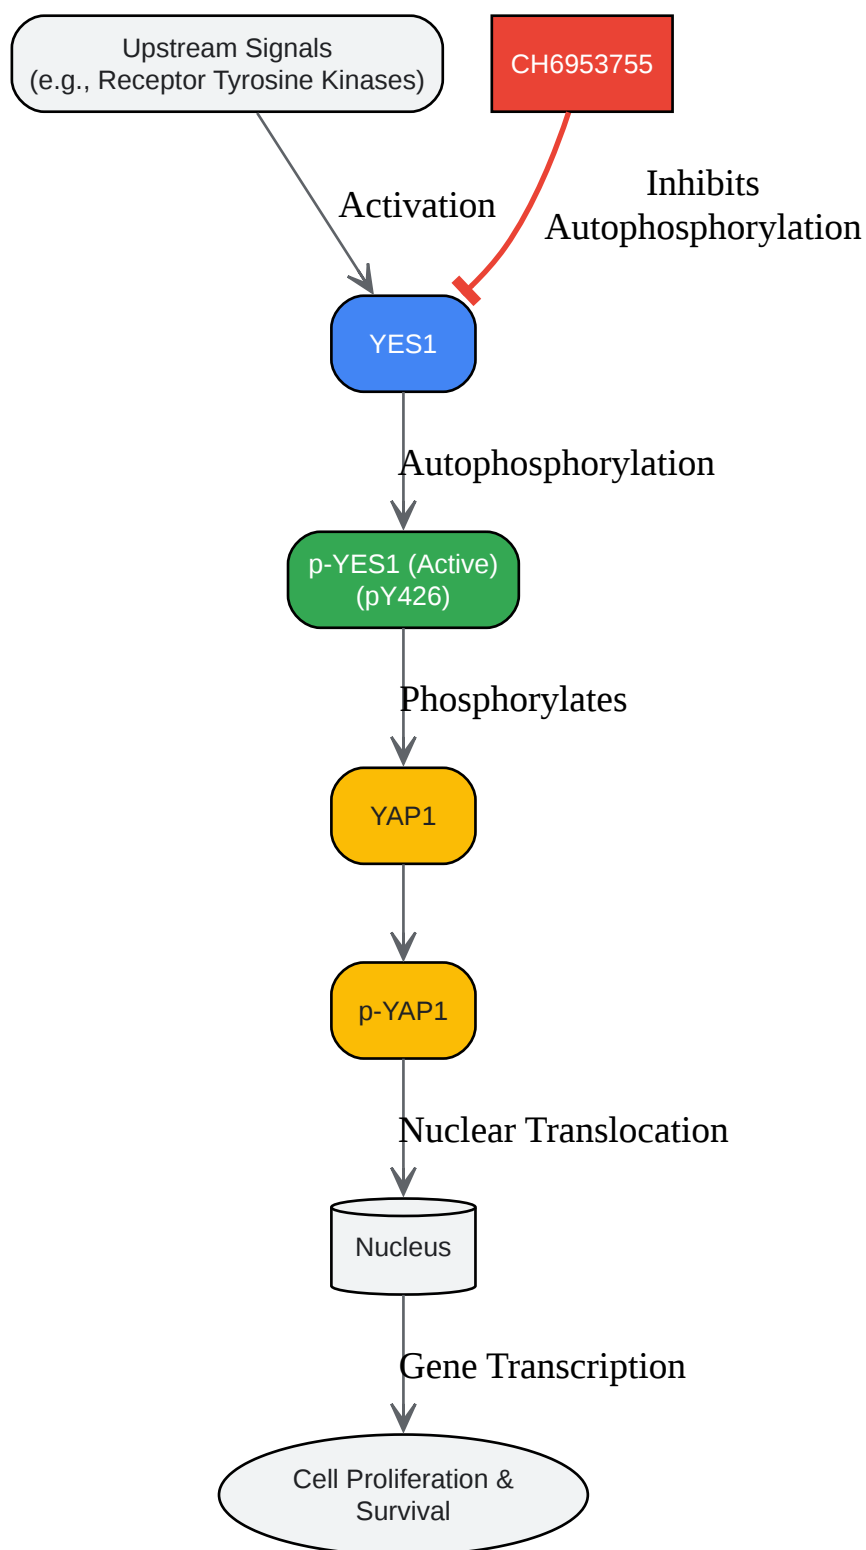 Upstream Signals
(e.g., Receptor Tyrosine Kinases)
CH6953755
Activation
Inhibits
Autophosphorylation
YES1
Autophosphorylation
p-YES1 (Active)
(pY426)
Phosphorylates
YAP1
p-YAP1
Nuclear Translocation
Nucleus
Gene Transcription
Cell Proliferation &
Survival